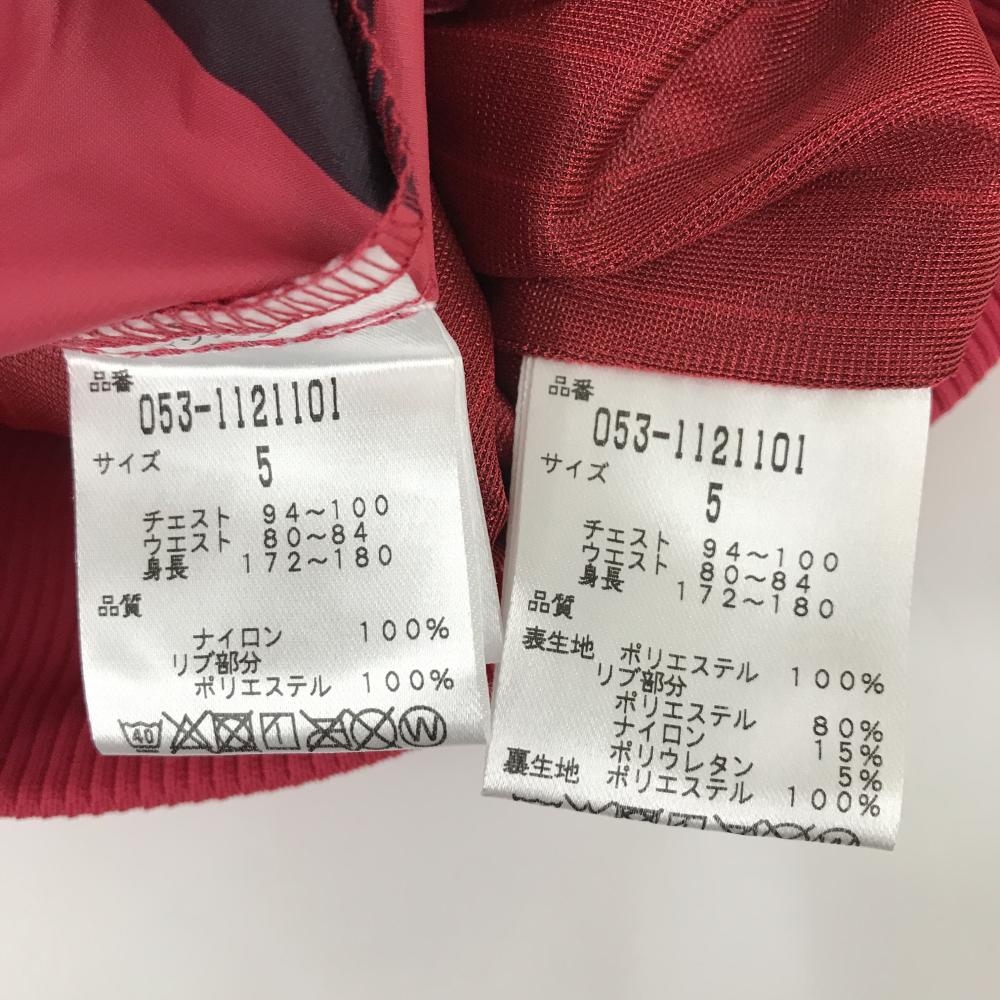 品番
053-1121101
サイズ 5
チェスト 94～100
ウエスト 80～84
身長 172～180
品質
ナイロン 100%
リブ部分
ポリエステル 100%
40 W
品番
053-1121101
サイズ 5
チェスト 94～100
ウエスト 80～84
身長 172～180
品質
表生地 ポリエステル 100%
リブ部分
ポリエステル 80%
ナイロン 15%
ポリウレタン 5%
裏生地 ポリエステル 100%